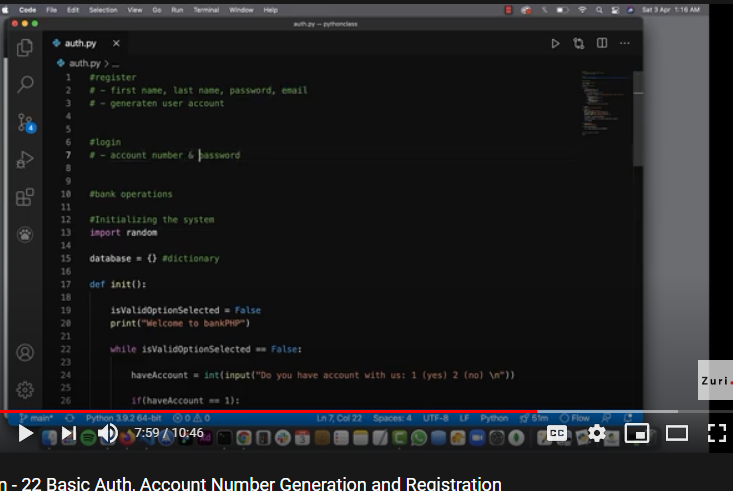 Code File Edit Selection View Go Run Terminal Window Help
Sat 3 Apr 1:16 AM
auth.py — pythonclass
auth.py ×
auth.py > ...
1 #register
2 # - first name, last name, password, email
3 # - generaten user account
4
5
6 #login
7 # - account number & password
8
9
10 #bank operations
11
12 #Initializing the system
13 import random
14
15 database = {} #dictionary
16
17 def init():
18
19 isValidOptionSelected = False
20 print("Welcome to bankPHP")
21
22 while isValidOptionSelected == False:
23
24 haveAccount = int(input("Do you have account with us: 1 (yes) 2 (no) \n"))
25
26 if(haveAccount == 1):
4
main* Python 3.9.2 64-bit 0 0 Ln 7, Col 22 Spaces: 4 UTF-8 LF Python 51m Flow
Zuri.
7:59 / 10:46
CC
n - 22 Basic Auth, Account Number Generation and Registration